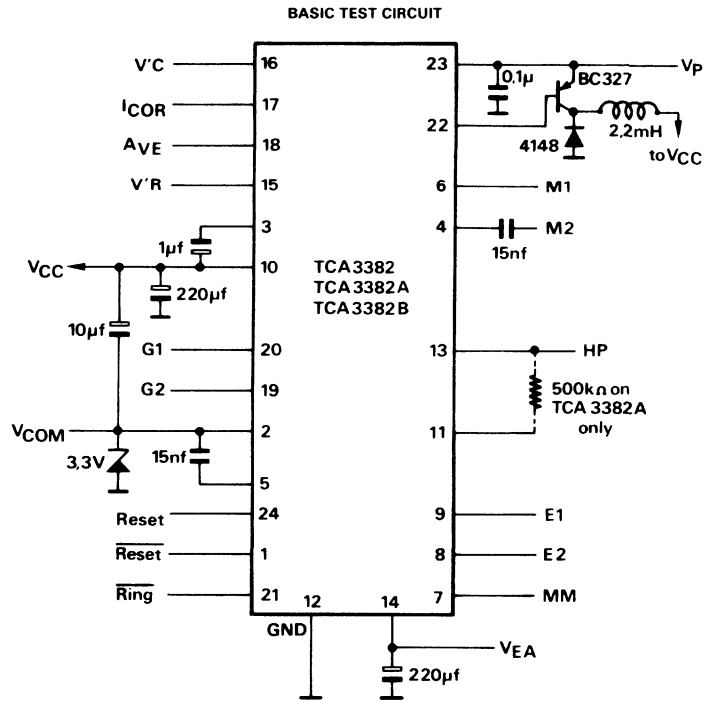 BASIC TEST CIRCUIT
V'C 16
ICOR 17
AVE 18
V'R 15
3
1µf
VCC 10
220µf
10µf
G1 20
G2 19
VCOM 2
15nf
3,3V
5
Reset 24
Reset 1
Ring 21
12
14
GND
TCA3382
TCA3382A
TCA3382B
23 VP
0,1µ
BC327
22
4148
2,2mH
to VCC
6 M1
4 M2
15nf
13 HP
500kΩ on
TCA 3382A
only
11
9 E1
8 E2
7 MM
VEA
220µf